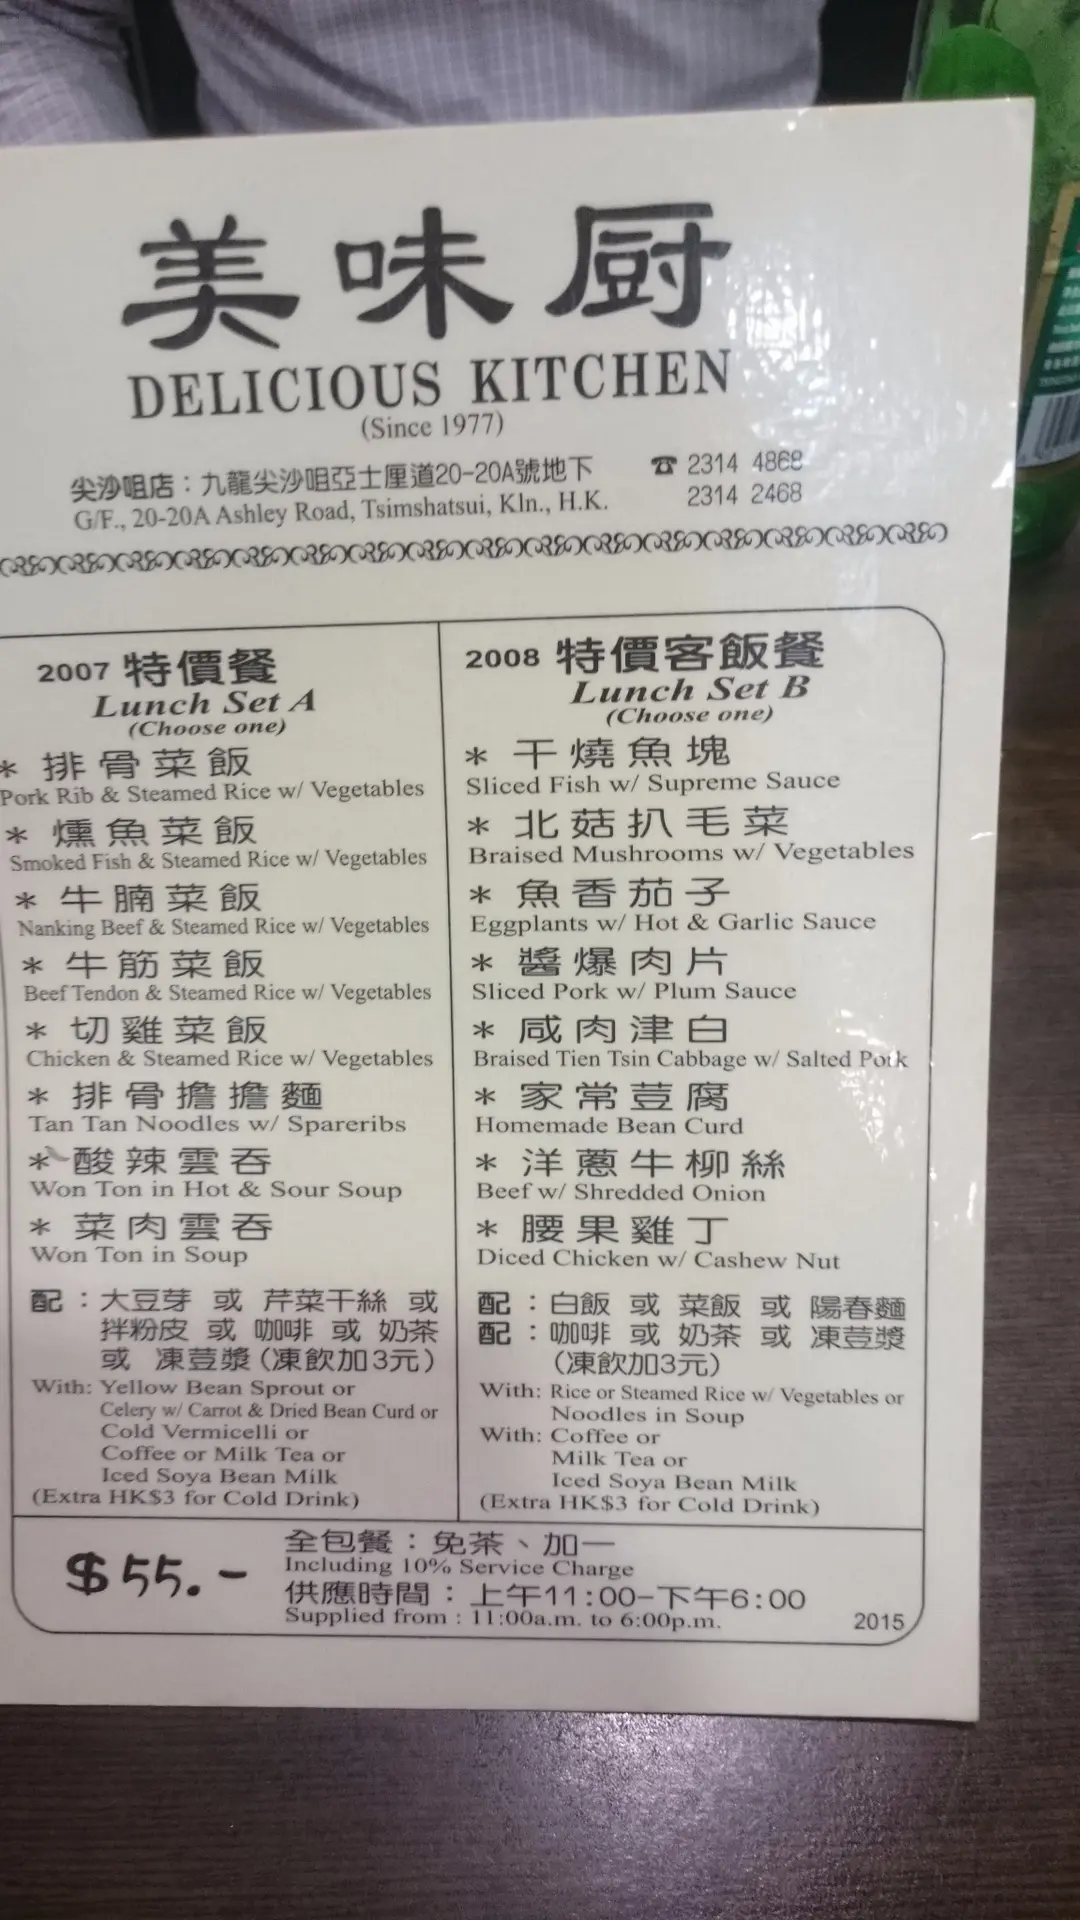 美味厨
DELICIOUS KITCHEN
(Since 1977)
尖沙咀店：九龍尖沙咀亞士厘道20-20A號地下
G/F., 20-20A Ashley Road, Tsimshatsui, Kln., H.K.
☎ 2314 4868
2314 2468
2007 特價餐
Lunch Set A
(Choose one)
* 排骨菜飯
Pork Rib & Steamed Rice w/ Vegetables
* 燻魚菜飯
Smoked Fish & Steamed Rice w/ Vegetables
* 牛腩菜飯
Nanking Beef & Steamed Rice w/ Vegetables
* 牛筋菜飯
Beef Tendon & Steamed Rice w/ Vegetables
* 切雞菜飯
Chicken & Steamed Rice w/ Vegetables
* 排骨擔擔麵
Tan Tan Noodles w/ Spareribs
* 酸辣雲吞
Won Ton in Hot & Sour Soup
* 菜肉雲吞
Won Ton in Soup
配：大豆芽 或 芹菜干絲 或
拌粉皮 或 咖啡 或 奶茶
或 凍荳漿(凍飲加3元)
With: Yellow Bean Sprout or
Celery w/ Carrot & Dried Bean Curd or
Cold Vermicelli or
Coffee or Milk Tea or
Iced Soya Bean Milk
(Extra HK$3 for Cold Drink)
2008 特價客飯餐
Lunch Set B
(Choose one)
* 干燒魚塊
Sliced Fish w/ Supreme Sauce
* 北菇扒毛菜
Braised Mushrooms w/ Vegetables
* 魚香茄子
Eggplants w/ Hot & Garlic Sauce
* 醬爆肉片
Sliced Pork w/ Plum Sauce
* 咸肉津白
Braised Tien Tsin Cabbage w/ Salted Pork
* 家常荳腐
Homemade Bean Curd
* 洋蔥牛柳絲
Beef w/ Shredded Onion
* 腰果雞丁
Diced Chicken w/ Cashew Nut
配：白飯 或 菜飯 或 陽春麵
配：咖啡 或 奶茶 或 凍荳漿
(凍飲加3元)
With: Rice or Steamed Rice w/ Vegetables or
Noodles in Soup
With: Coffee or
Milk Tea or
Iced Soya Bean Milk
(Extra HK$3 for Cold Drink)
$55.-
全包餐：免茶、加一
Including 10% Service Charge
供應時間：上午11:00-下午6:00
Supplied from : 11:00a.m. to 6:00p.m.
2015